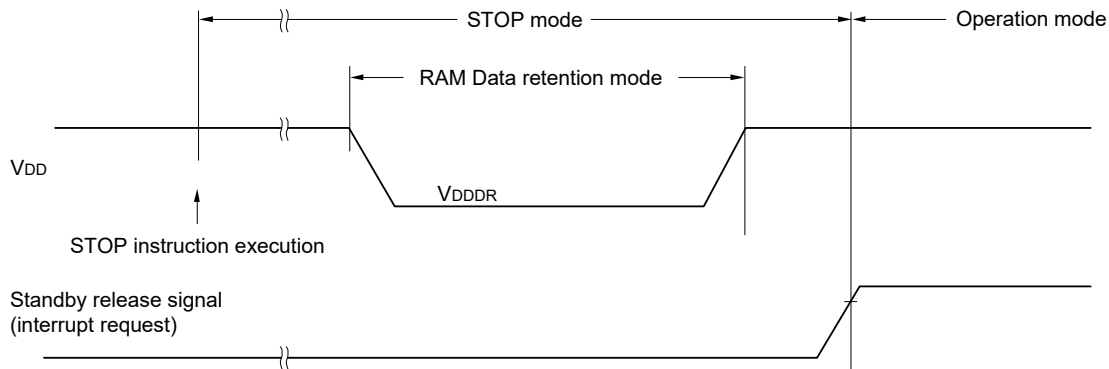 STOP mode
Operation mode
RAM Data retention mode
VDD
VDDDR
STOP instruction execution
Standby release signal
(interrupt request)